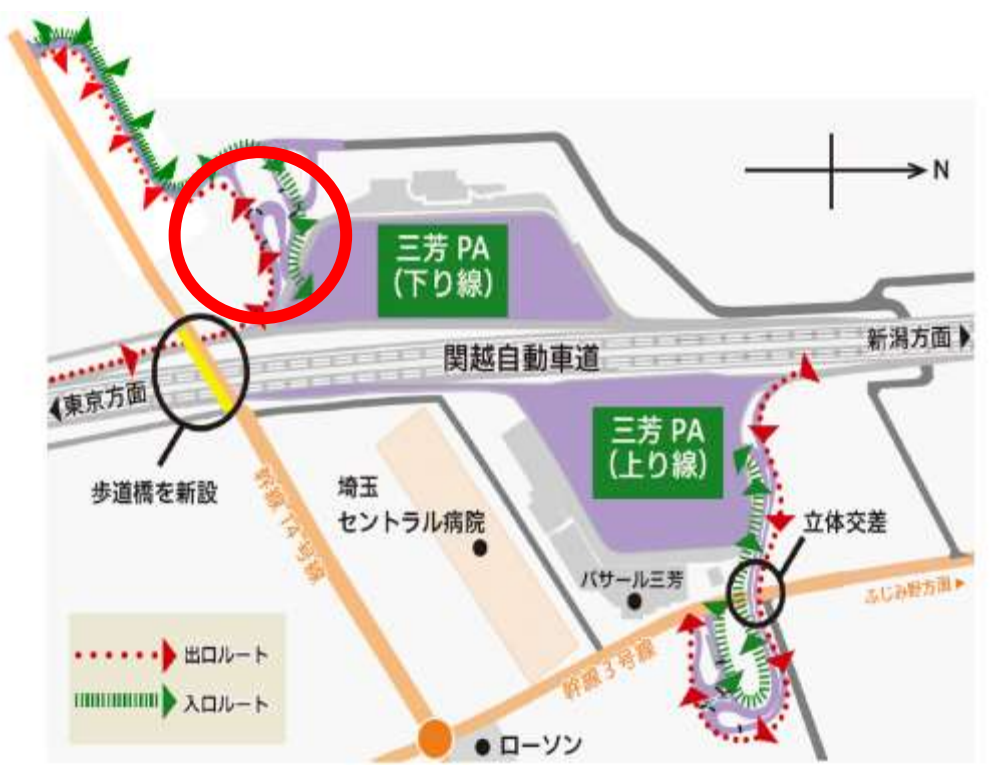 N
三芳 PA
(下り線)
新潟方面
関越自動車道
東京方面
三芳 PA
(上り線)
歩道橋を新設
埼玉
セントラル病院
立体交差
幹線 14 号線
パサール三芳
ふじみ野方面
幹線 3 号線
出口ルート
入口ルート
ローソン